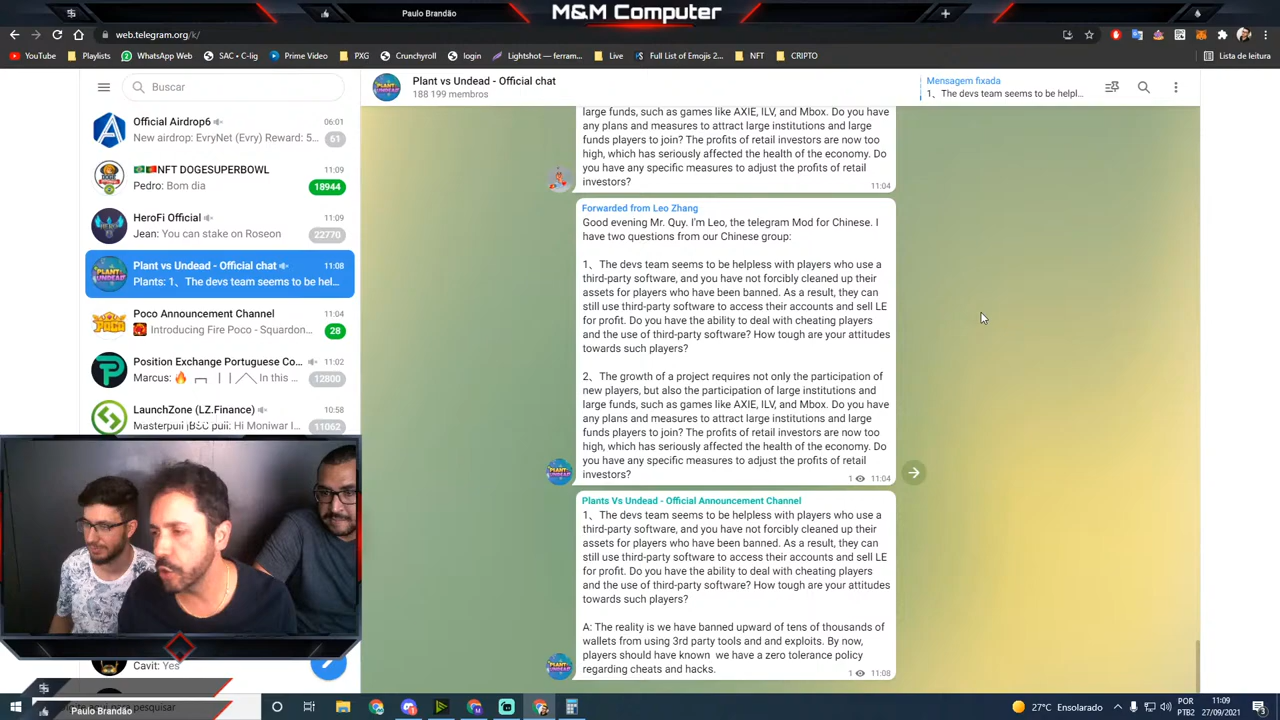 Paulo Brandão
M&M Computer
web.telegram.org/k/
YouTube
Playlists
WhatsApp Web
SAC • C-lig
Prime Video
PXG
Crunchyroll
login
Lightshot — ferram...
Live
Full List of Emojis 2...
NFT
CRIPTO
Lista de leitura
Buscar
Official Airdrop6
06:01
New airdrop: EvryNet (Evry) Reward: 5...
61
NFT DOGESUPERBOWL
11:09
Pedro: Bom dia
18944
HeroFi Official
11:09
Jean: You can stake on Roseon
22770
Plant vs Undead - Official chat
11:08
Plants: 1、The devs team seems to be hel...
Poco Announcement Channel
11:04
Introducing Fire Poco - Squardon...
28
Position Exchange Portuguese Co...
11:02
Marcus: 🔥
In this ...
12800
LaunchZone (LZ.Finance)
10:58
Masterpull (BSC pull: Hi Moniwar I...
11062
Cavit: Yes
Plant vs Undead - Official chat
188 199 membros
Mensagem fixada
1、The devs team seems to be helpl...
large funds, such as games like AXIE, ILV, and Mbox. Do you have
any plans and measures to attract large institutions and large
funds players to join? The profits of retail investors are now too
high, which has seriously affected the health of the economy. Do
you have any specific measures to adjust the profits of retail
investors?
11:04
Forwarded from Leo Zhang
Good evening Mr. Quy. I'm Leo, the telegram Mod for Chinese. I
have two questions from our Chinese group:
1、The devs team seems to be helpless with players who use a
third-party software, and you have not forcibly cleaned up their
assets for players who have been banned. As a result, they can
still use third-party software to access their accounts and sell LE
for profit. Do you have the ability to deal with cheating players
and the use of third-party software? How tough are your attitudes
towards such players?
2、The growth of a project requires not only the participation of
new players, but also the participation of large institutions and
large funds, such as games like AXIE, ILV, and Mbox. Do you have
any plans and measures to attract large institutions and large
funds players to join? The profits of retail investors are now too
high, which has seriously affected the health of the economy. Do
you have any specific measures to adjust the profits of retail
investors?
1
11:04
Plants Vs Undead - Official Announcement Channel
1、The devs team seems to be helpless with players who use a
third-party software, and you have not forcibly cleaned up their
assets for players who have been banned. As a result, they can
still use third-party software to access their accounts and sell LE
for profit. Do you have the ability to deal with cheating players
and the use of third-party software? How tough are your attitudes
towards such players?
A: The reality is we have banned upward of tens of thousands of
wallets from using 3rd party tools and and exploits. By now,
players should have known we have a zero tolerance policy
regarding cheats and hacks.
1
11:08
aqui para pesquisar
Paulo Brandão
27°C Ensolarado
POR
PTB2
11:09
27/09/2021